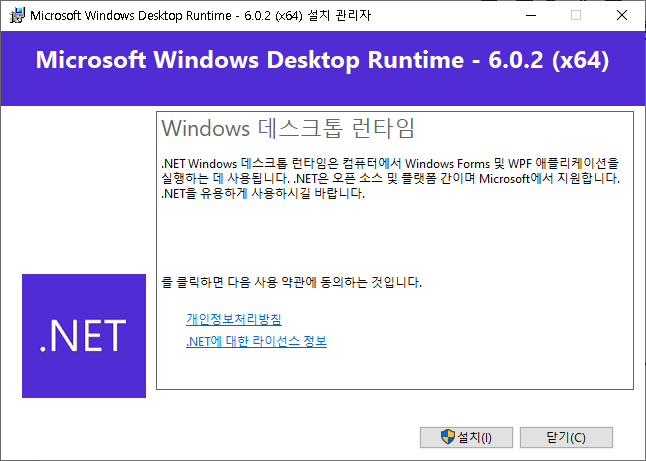 Microsoft Windows Desktop Runtime - 6.0.2 (x64) 설치 관리자
Microsoft Windows Desktop Runtime - 6.0.2 (x64)
Windows 데스크톱 런타임
.NET Windows 데스크톱 런타임은 컴퓨터에서 Windows Forms 및 WPF 애플리케이션을
실행하는 데 사용됩니다. .NET은 오픈 소스 및 플랫폼 간이며 Microsoft에서 지원합니다.
.NET을 유용하게 사용하시길 바랍니다.
를 클릭하면 다음 사용 약관에 동의하는 것입니다.
개인정보처리방침
.NET에 대한 라이선스 정보
.NET
설치(I)
닫기(C)